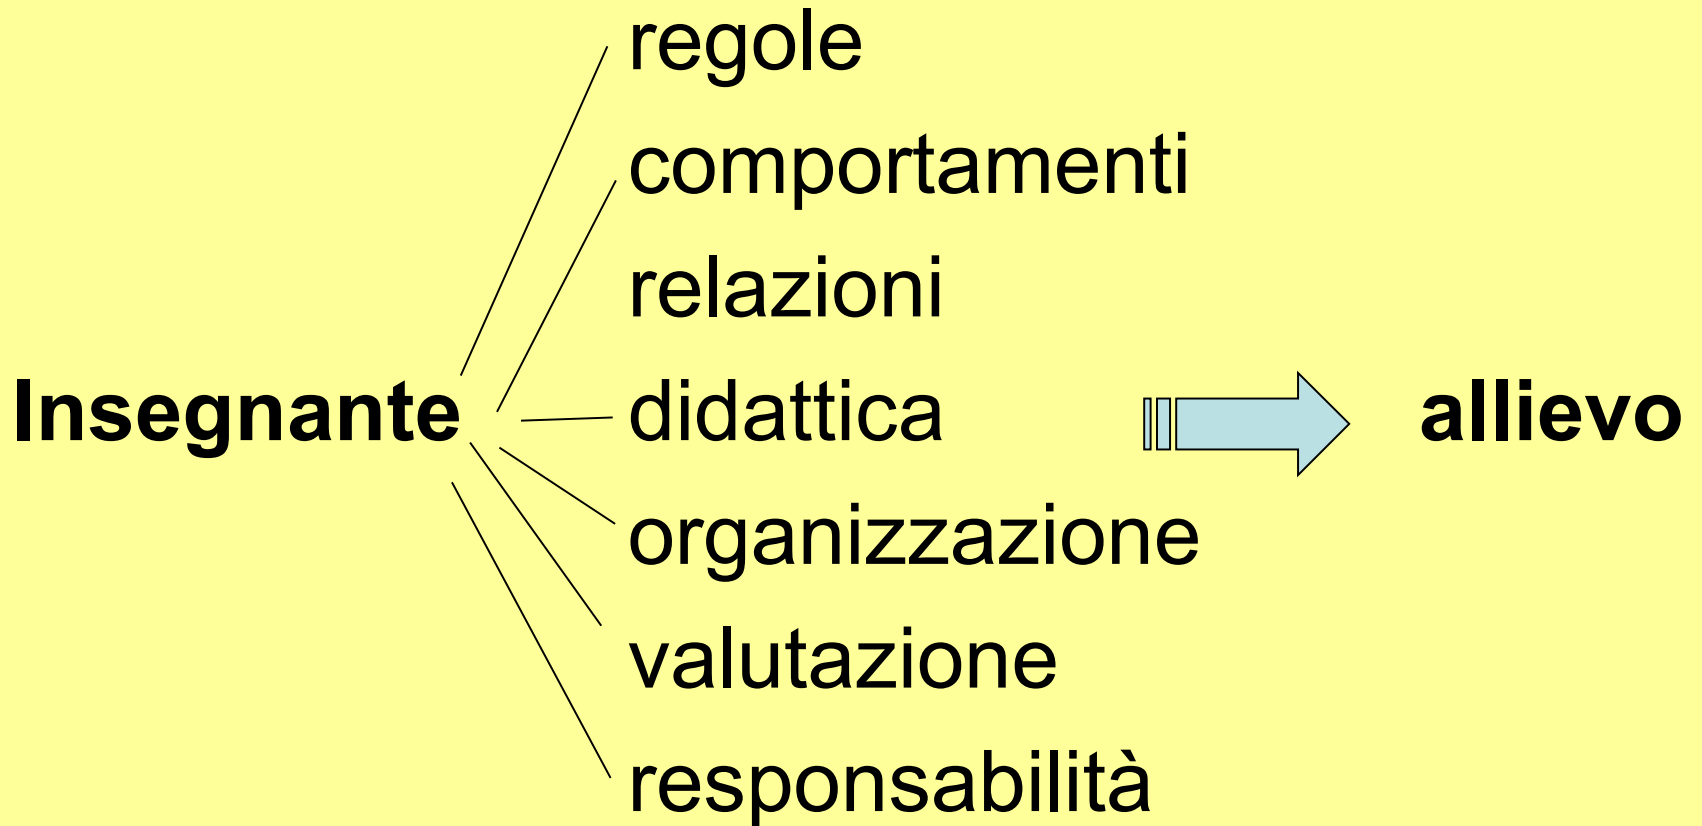 regole
comportamenti
relazioni
Insegnante didattica allievo
organizzazione
valutazione
responsabilità